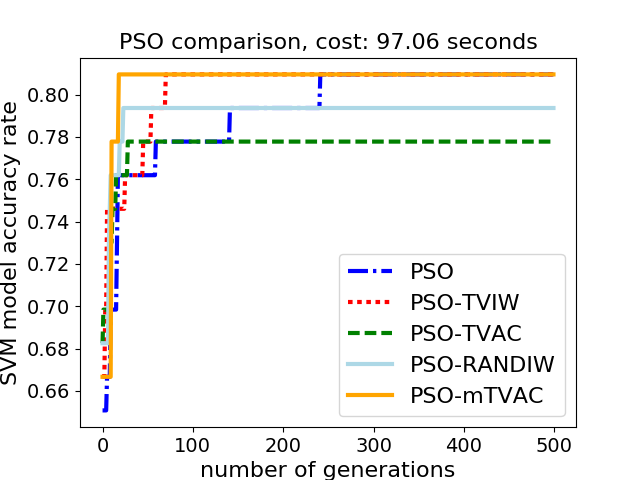 PSO comparison, cost: 97.06 seconds
SVM model accuracy rate
0.80
0.78
0.76
0.74
0.72
0.70
0.68
0.66
PSO
PSO-TVIW
PSO-TVAC
PSO-RANDIW
PSO-mTVAC
0 100 200 300 400 500
number of generations